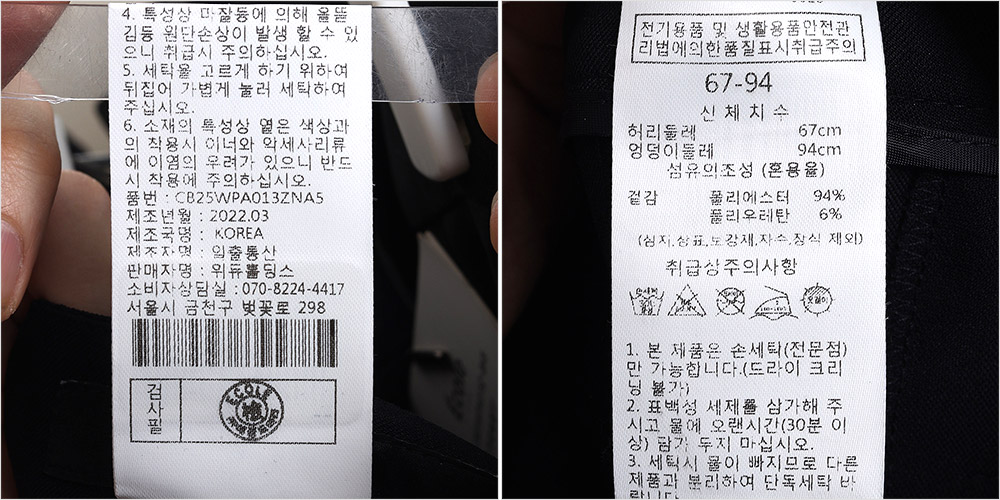 4. 특성상 마찰등에 의해 올뜯
김등 원단손상이 발생 할 수 있
으니 취급시 주의하십시오.
5. 세탁을 고르게 하기 위하여
뒤집어 가볍게 눌러 세탁하여
주십시오.
6. 소재의 특성상 옅은 색상과
의 착용시 이너와 악세사리류
에 이염의 우려가 있으니 반드
시 착용에 주의하십시오.
품번 : CB25WPA013ZNA5
제조년월 : 2022.03
제조국명 : KOREA
제조자명 : 일출통산
판매자명 : 위듀홀딩스
소비자상담실 : 070-8224-4417
서울시 금천구 벚꽃로 298
검사필
ECOLE
전기용품 및 생활용품안전관
리법에의한품질표시취급주의
67-94
신체치수
허리둘레 67cm
엉덩이둘레 94cm
섬유의조성 (혼용율)
겉감 폴리에스터 94%
폴리우레탄 6%
(심지,상표,보강재,자수,장식 제외)
취급상주의사항
1. 본 제품은 손세탁(전문점)
만 가능합니다.(드라이 크리
닝 불가)
2. 표백성 세제를 삼가해 주
시고 물에 오랜시간(30분 이
상) 담가 두지 마십시오.
3. 세탁시 물이 빠지므로 다른
제품과 분리하여 단독세탁 바
랍니다.